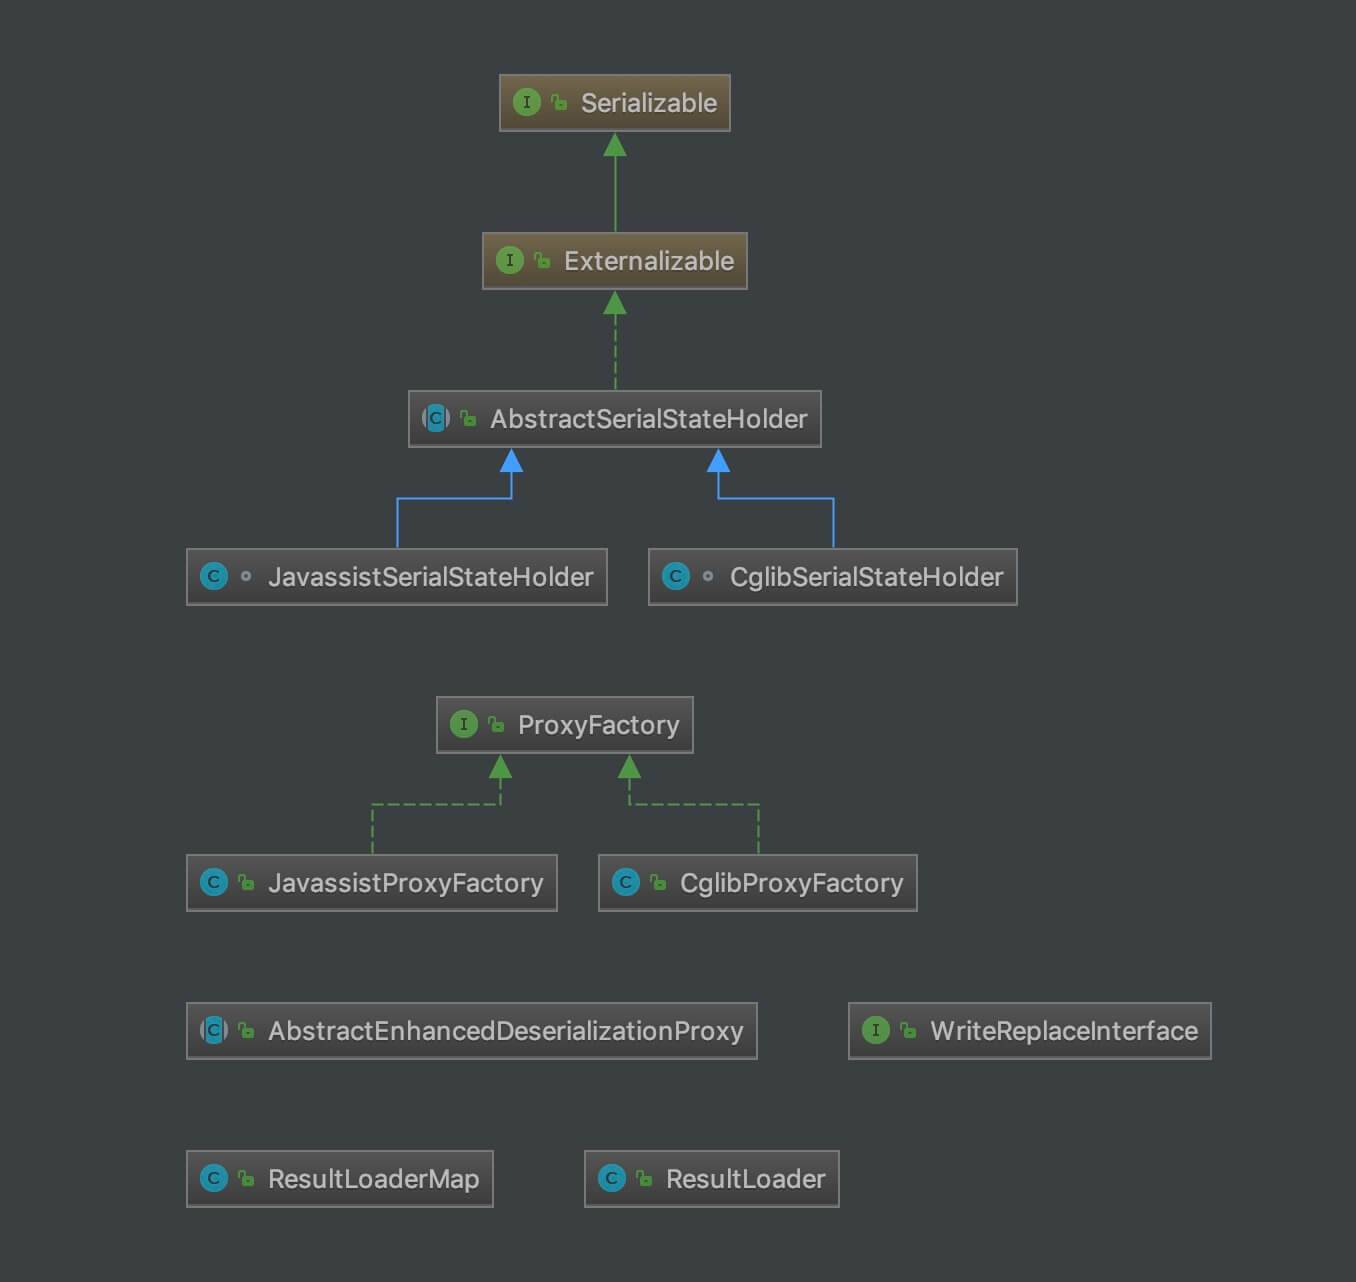 I Serializable
I Externalizable
C AbstractSerialStateHolder
C JavassistSerialStateHolder
C CglibSerialStateHolder
I ProxyFactory
C JavassistProxyFactory
C CglibProxyFactory
C AbstractEnhancedDeserializationProxy
I WriteReplaceInterface
C ResultLoaderMap
C ResultLoader